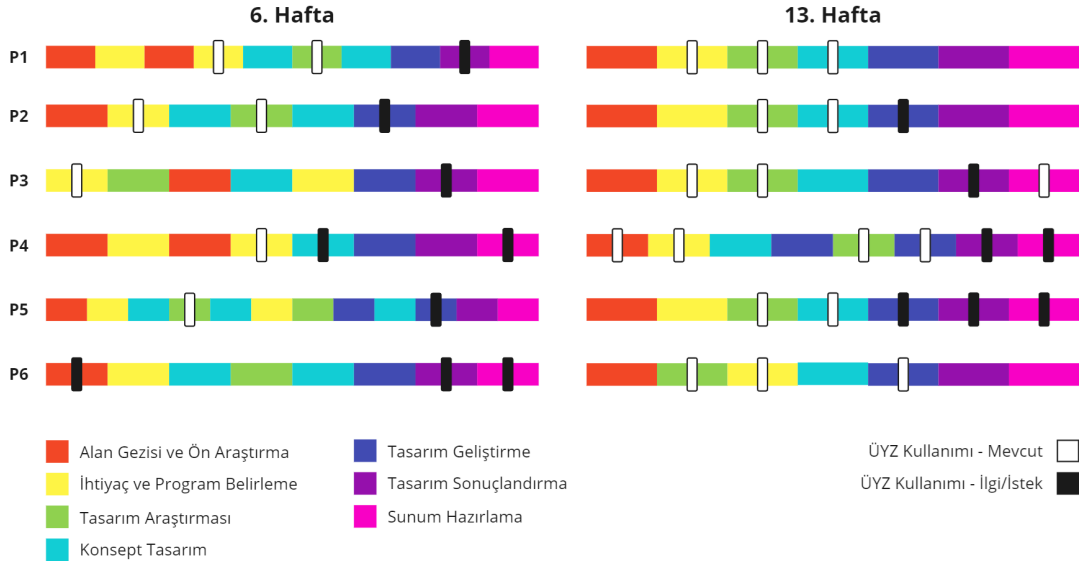 6. Hafta
13. Hafta
P1
P2
P3
P4
P5
P6
Alan Gezisi ve Ön Araştırma
İhtiyaç ve Program Belirleme
Tasarım Araştırması
Konsept Tasarım
Tasarım Geliştirme
Tasarım Sonuçlandırma
Sunum Hazırlama
ÜYZ Kullanımı - Mevcut
ÜYZ Kullanımı - İlgi/İstek